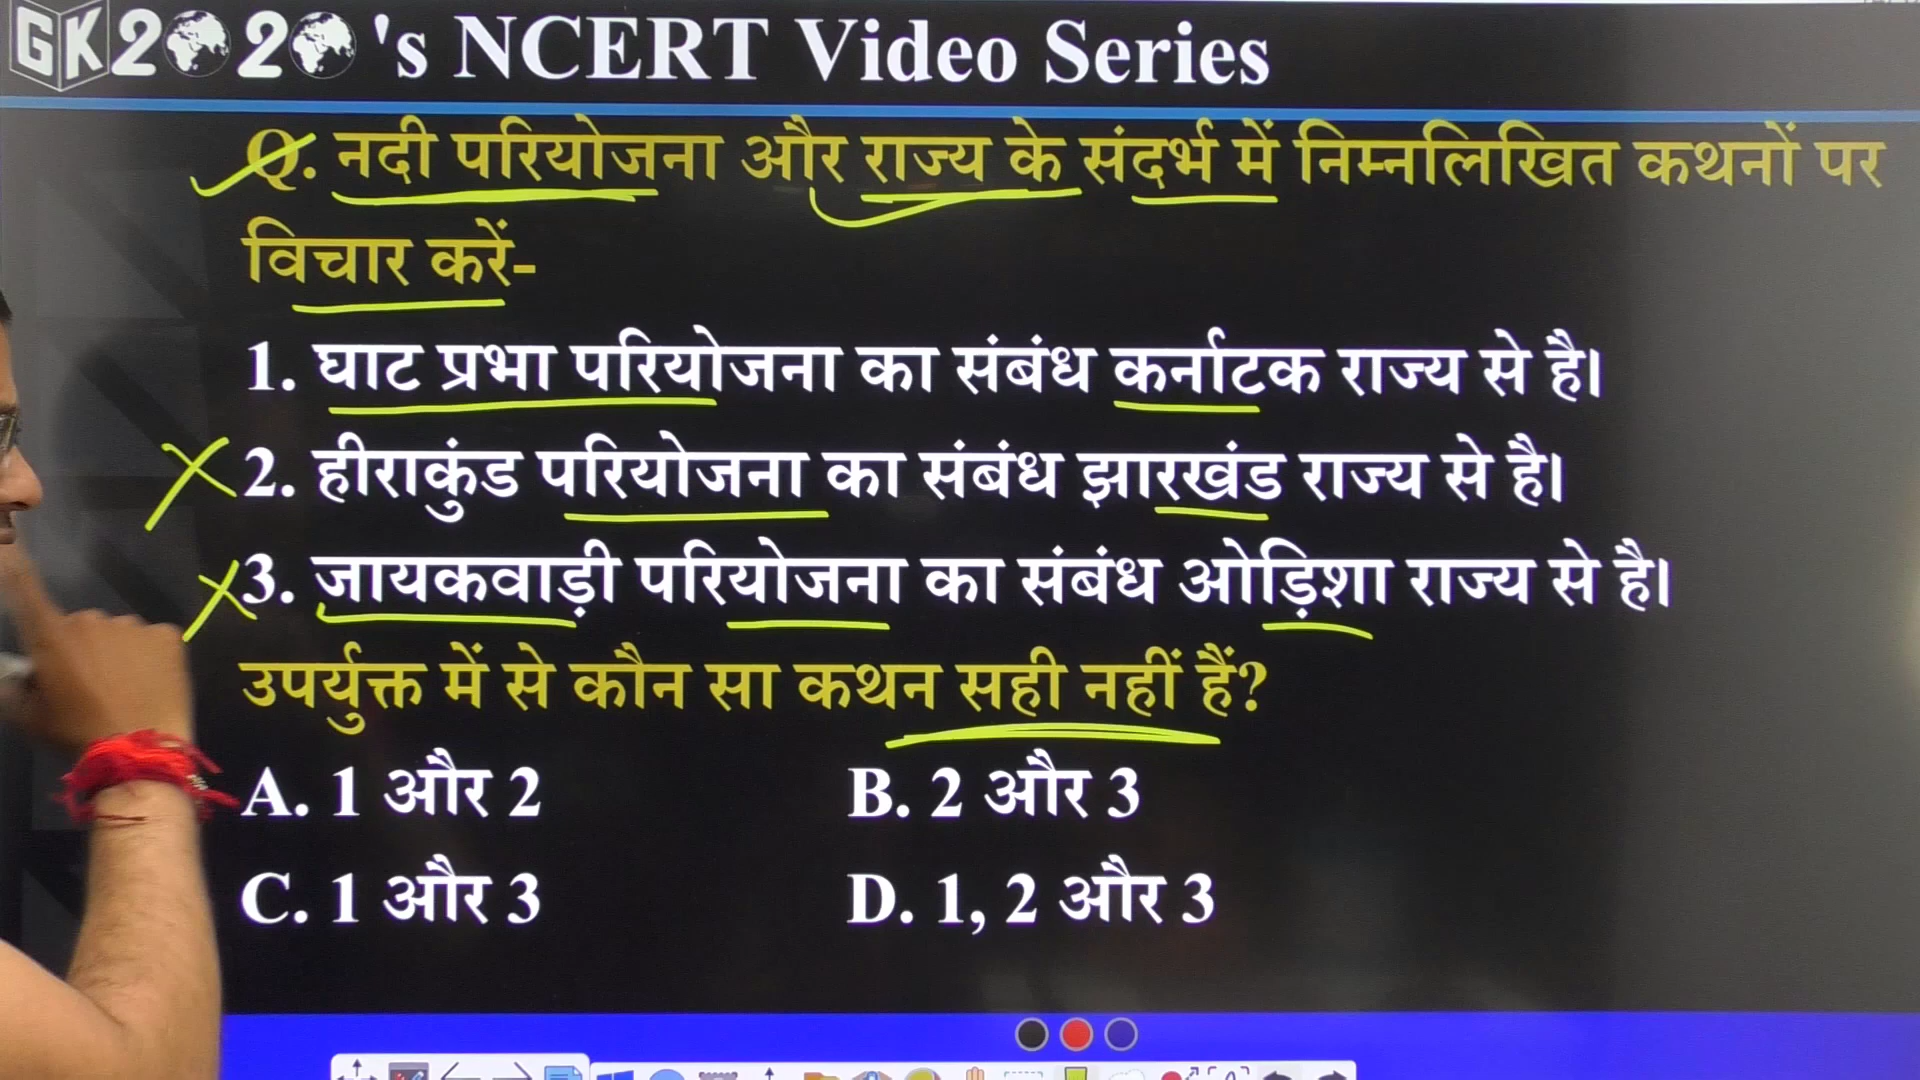 GK2020's NCERT Video Series
Q. नदी परियोजना और राज्य के संदर्भ में निम्नलिखित कथनों पर
विचार करें-
1. घाट प्रभा परियोजना का संबंध कर्नाटक राज्य से है।
2. हीराकुंड परियोजना का संबंध झारखंड राज्य से है।
3. जायकवाड़ी परियोजना का संबंध ओड़िशा राज्य से है।
उपर्युक्त में से कौन सा कथन सही नहीं हैं?
A. 1 और 2 B. 2 और 3
C. 1 और 3 D. 1, 2 और 3